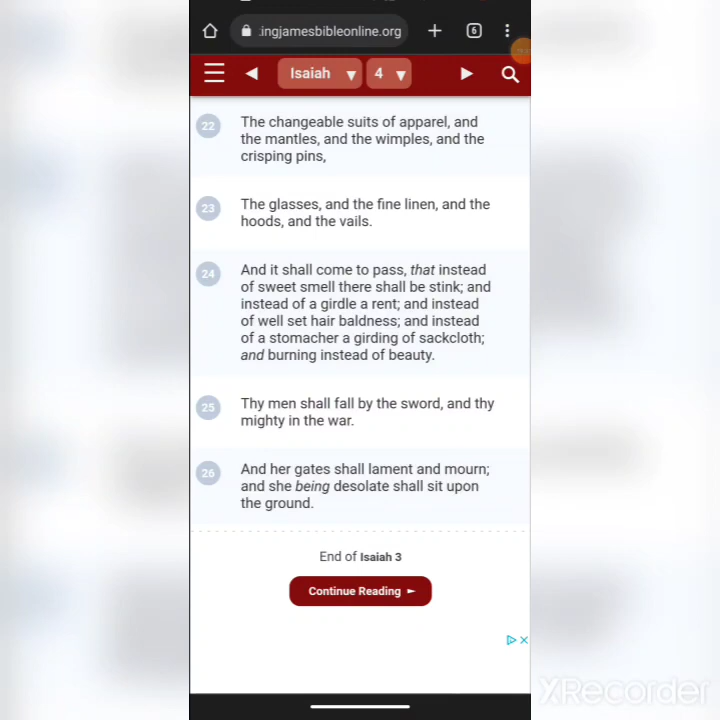 .ingjamesbibleonline.org
6
Isaiah
4
22
The changeable suits of apparel, and
the mantles, and the wimples, and the
crisping pins,
23
The glasses, and the fine linen, and the
hoods, and the vails.
24
And it shall come to pass, that instead
of sweet smell there shall be stink; and
instead of a girdle a rent; and instead
of well set hair baldness; and instead
of a stomacher a girding of sackcloth;
and burning instead of beauty.
25
Thy men shall fall by the sword, and thy
mighty in the war.
26
And her gates shall lament and mourn;
and she being desolate shall sit upon
the ground.
End of Isaiah 3
Continue Reading ►
XRecorder